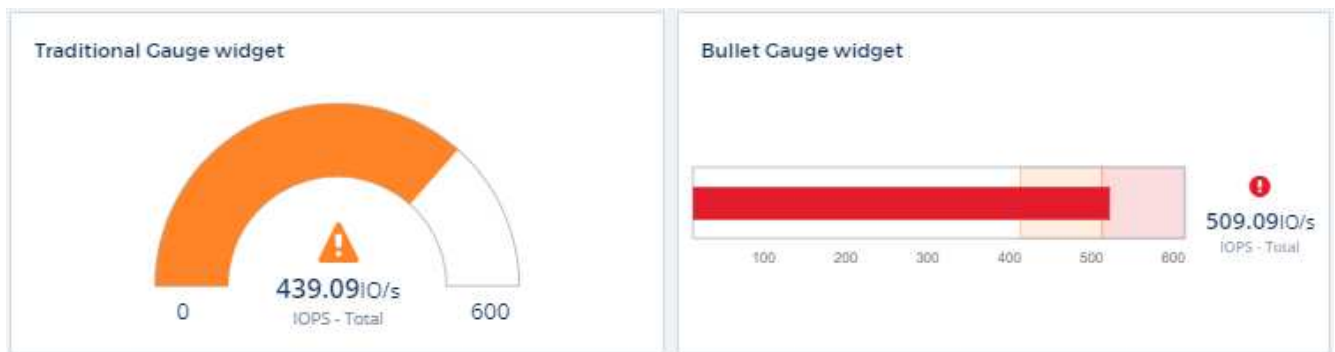 Traditional Gauge widget
439.09IO/s
0
600
IOPS - Total
Bullet Gauge widget
509.09IO/s
IOPS - Total
100 200 300 400 500 600